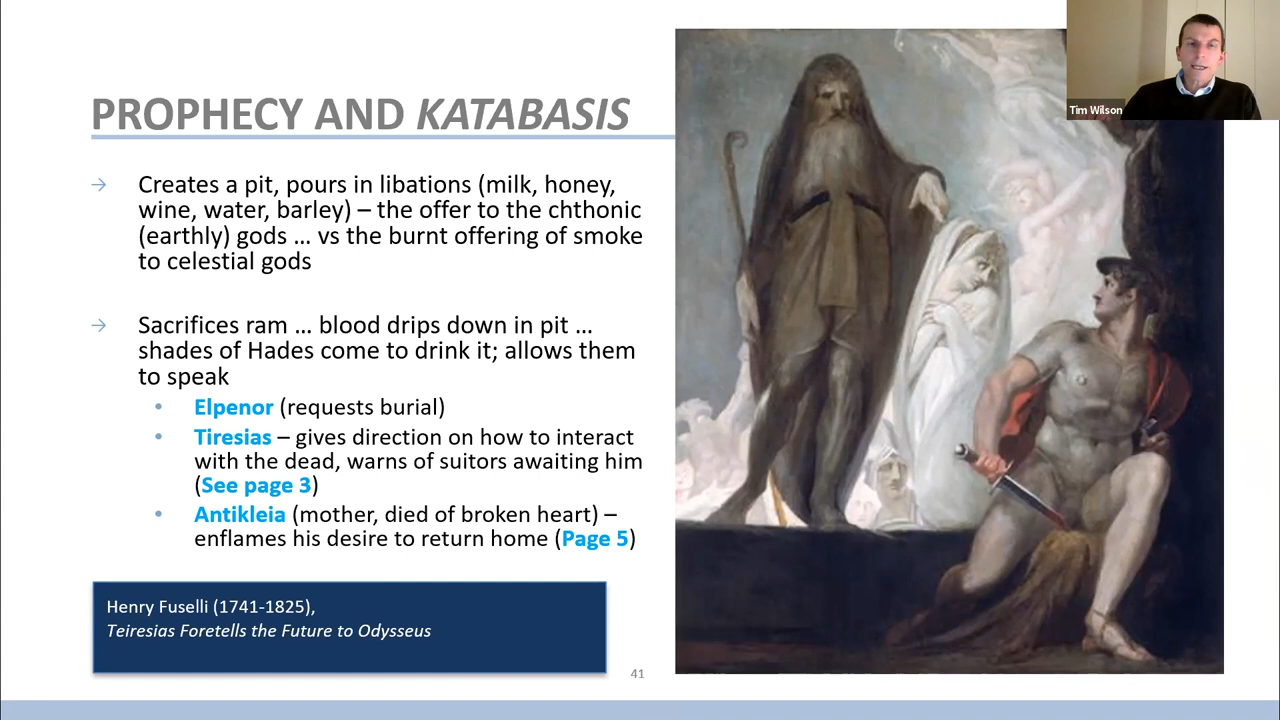 PROPHECY AND KATABASIS
→ Creates a pit, pours in libations (milk, honey,
wine, water, barley) – the offer to the chthonic
(earthly) gods … vs the burnt offering of smoke
to celestial gods
→ Sacrifices ram … blood drips down in pit …
shades of Hades come to drink it; allows them
to speak
• Elpenor (requests burial)
• Tiresias – gives direction on how to interact
with the dead, warns of suitors awaiting him
(See page 3)
• Antikleia (mother, died of broken heart) –
enflames his desire to return home (Page 5)
Henry Fuselli (1741-1825),
Teiresias Foretells the Future to Odysseus
41
Tim Wilson